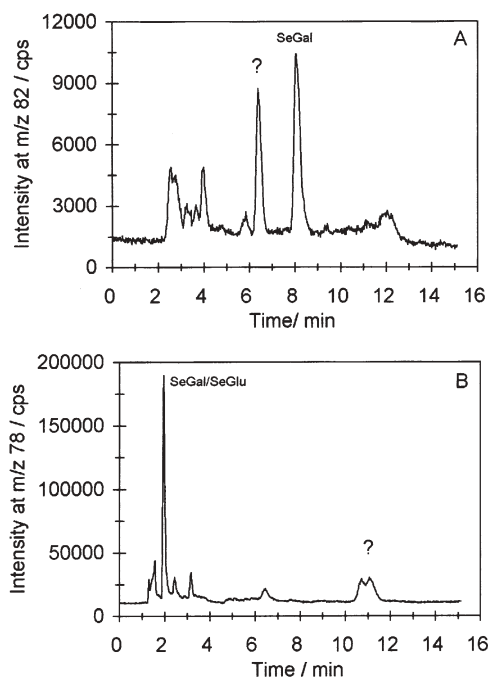 12000
SeGal
A
?
9000
6000
3000
0
Intensity at m/z 82 / cps
0 2 4 6 8 10 12 14 16
Time/ min
200000
SeGal/SeGlu
B
150000
100000
?
50000
0
Intensity at m/z 78 / cps
0 2 4 6 8 10 12 14 16
Time / min